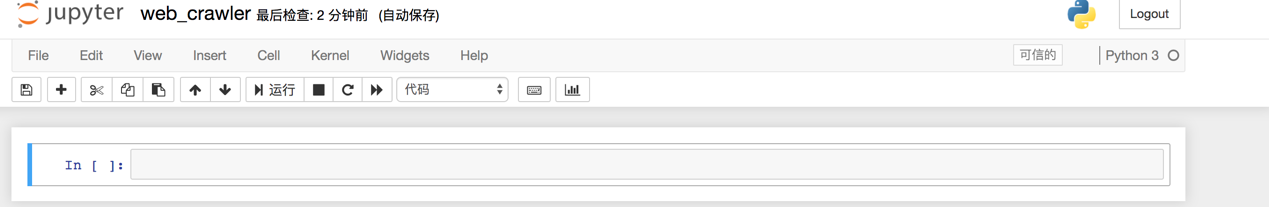 jupyter web_crawler 最后检查: 2 分钟前 (自动保存) Logout
File Edit View Insert Cell Kernel Widgets Help 可信的 Python 3
运行 代码
In [ ]: